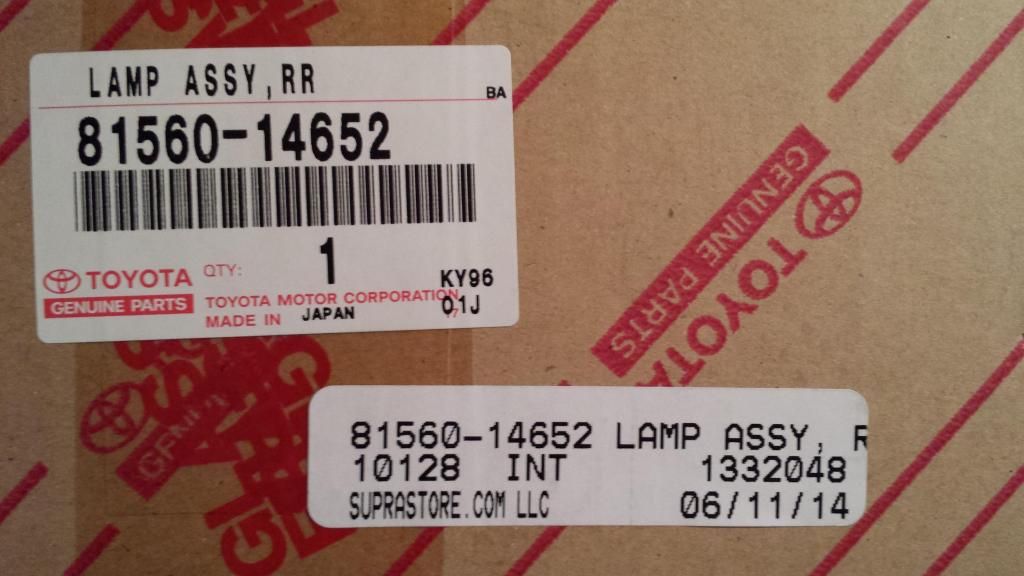 LAMP ASSY,RR
BA
81560-14652
TOYOTA
GENUINE PARTS
QTY: 1
KY96
01J
TOYOTA MOTOR CORPORATION
MADE IN JAPAN
GENUINE PARTS
TOYOTA
81560-14652 LAMP ASSY, R
10128 INT 1332048
SUPRASTORE.COM LLC 06/11/14